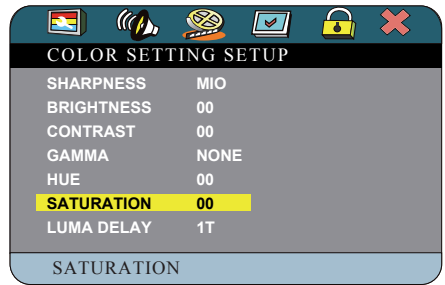 COLOR SETTING SETUP
SHARPNESS MIO
BRIGHTNESS 00
CONTRAST 00
GAMMA NONE
HUE 00
SATURATION 00
LUMA DELAY 1T
SATURATION